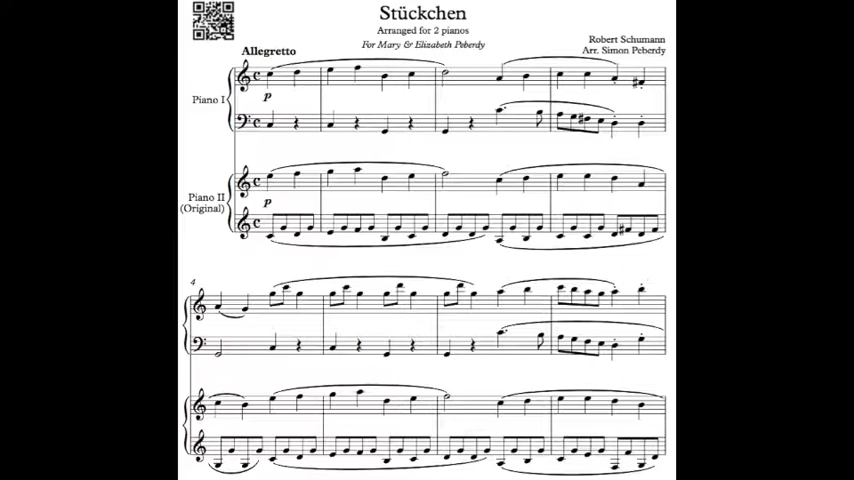 Stückchen
Arranged for 2 pianos
For Mary & Elizabeth Peberdy
Robert Schumann
Arr. Simon Peberdy
Allegretto
p
Piano I
Piano II
(Original)
p
4